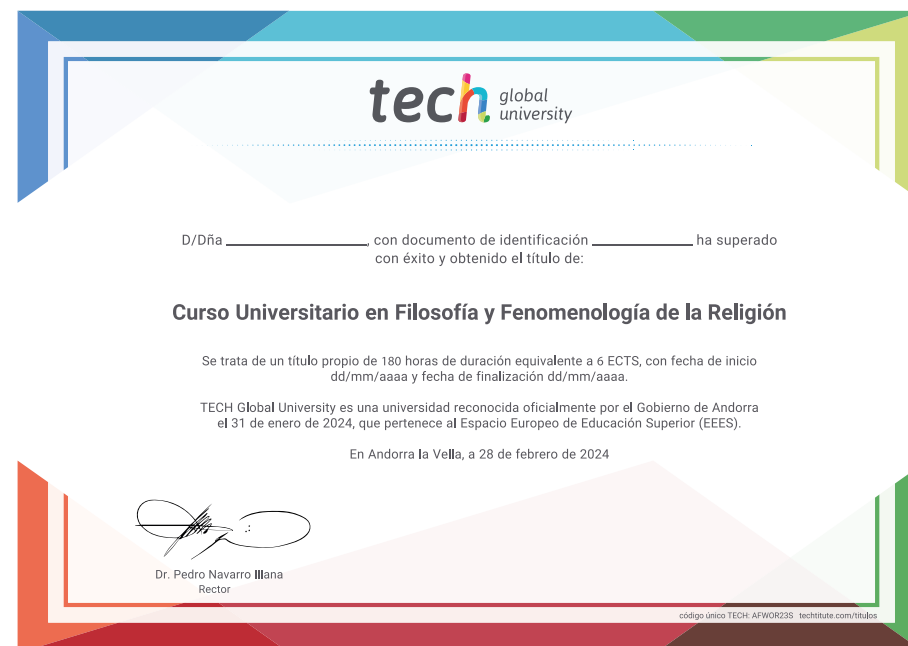 tech global university
D/Dña ____________, con documento de identificación ____________ ha superado
con éxito y obtenido el título de:
Curso Universitario en Filosofía y Fenomenología de la Religión
Se trata de un título propio de 180 horas de duración equivalente a 6 ECTS, con fecha de inicio
dd/mm/aaaa y fecha de finalización dd/mm/aaaa.
TECH Global University es una universidad reconocida oficialmente por el Gobierno de Andorra
el 31 de enero de 2024, que pertenece al Espacio Europeo de Educación Superior (EEES).
En Andorra la Vella, a 28 de febrero de 2024
Dr. Pedro Navarro Illana
Rector
código único TECH: AFWOR23S techtitute.com/titulos